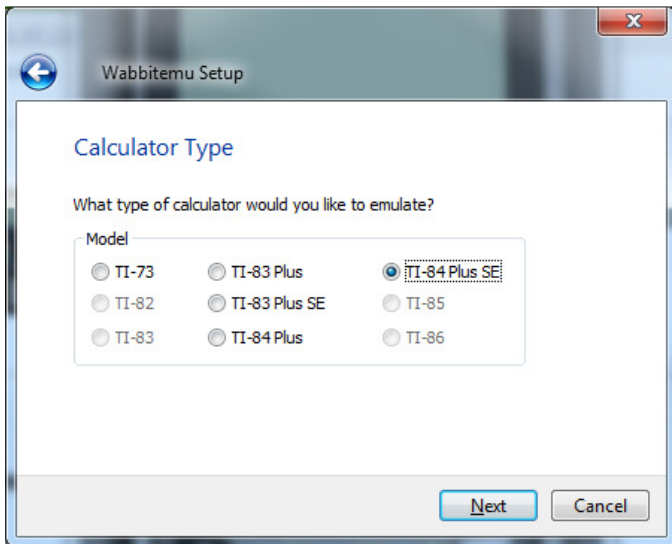 Wabbitemu Setup
Calculator Type
What type of calculator would you like to emulate?
Model
TI-73 TI-83 Plus TI-84 Plus SE
TI-82 TI-83 Plus SE TI-85
TI-83 TI-84 Plus TI-86
Next Cancel